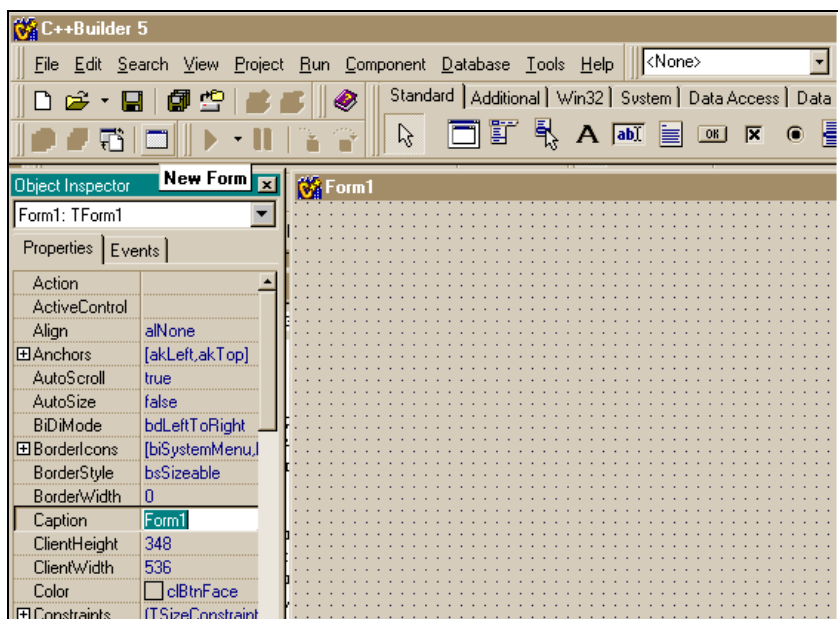 C++Builder 5
File Edit Search View Project Run Component Database Tools Help <None>
Standard Additional Win32 System Data Access Data
A abI OK
New Form
Object Inspector
Form1
Form1: TForm1
Properties Events
Action
ActiveControl
Align alNone
Anchors [akLeft,akTop]
AutoScroll true
AutoSize false
BiDiMode bdLeftToRight
BorderIcons [biSystemMenu,
BorderStyle bsSizeable
BorderWidth 0
Caption Form1
ClientHeight 348
ClientWidth 536
Color clBtnFace
Constraints (TSizeConstraint